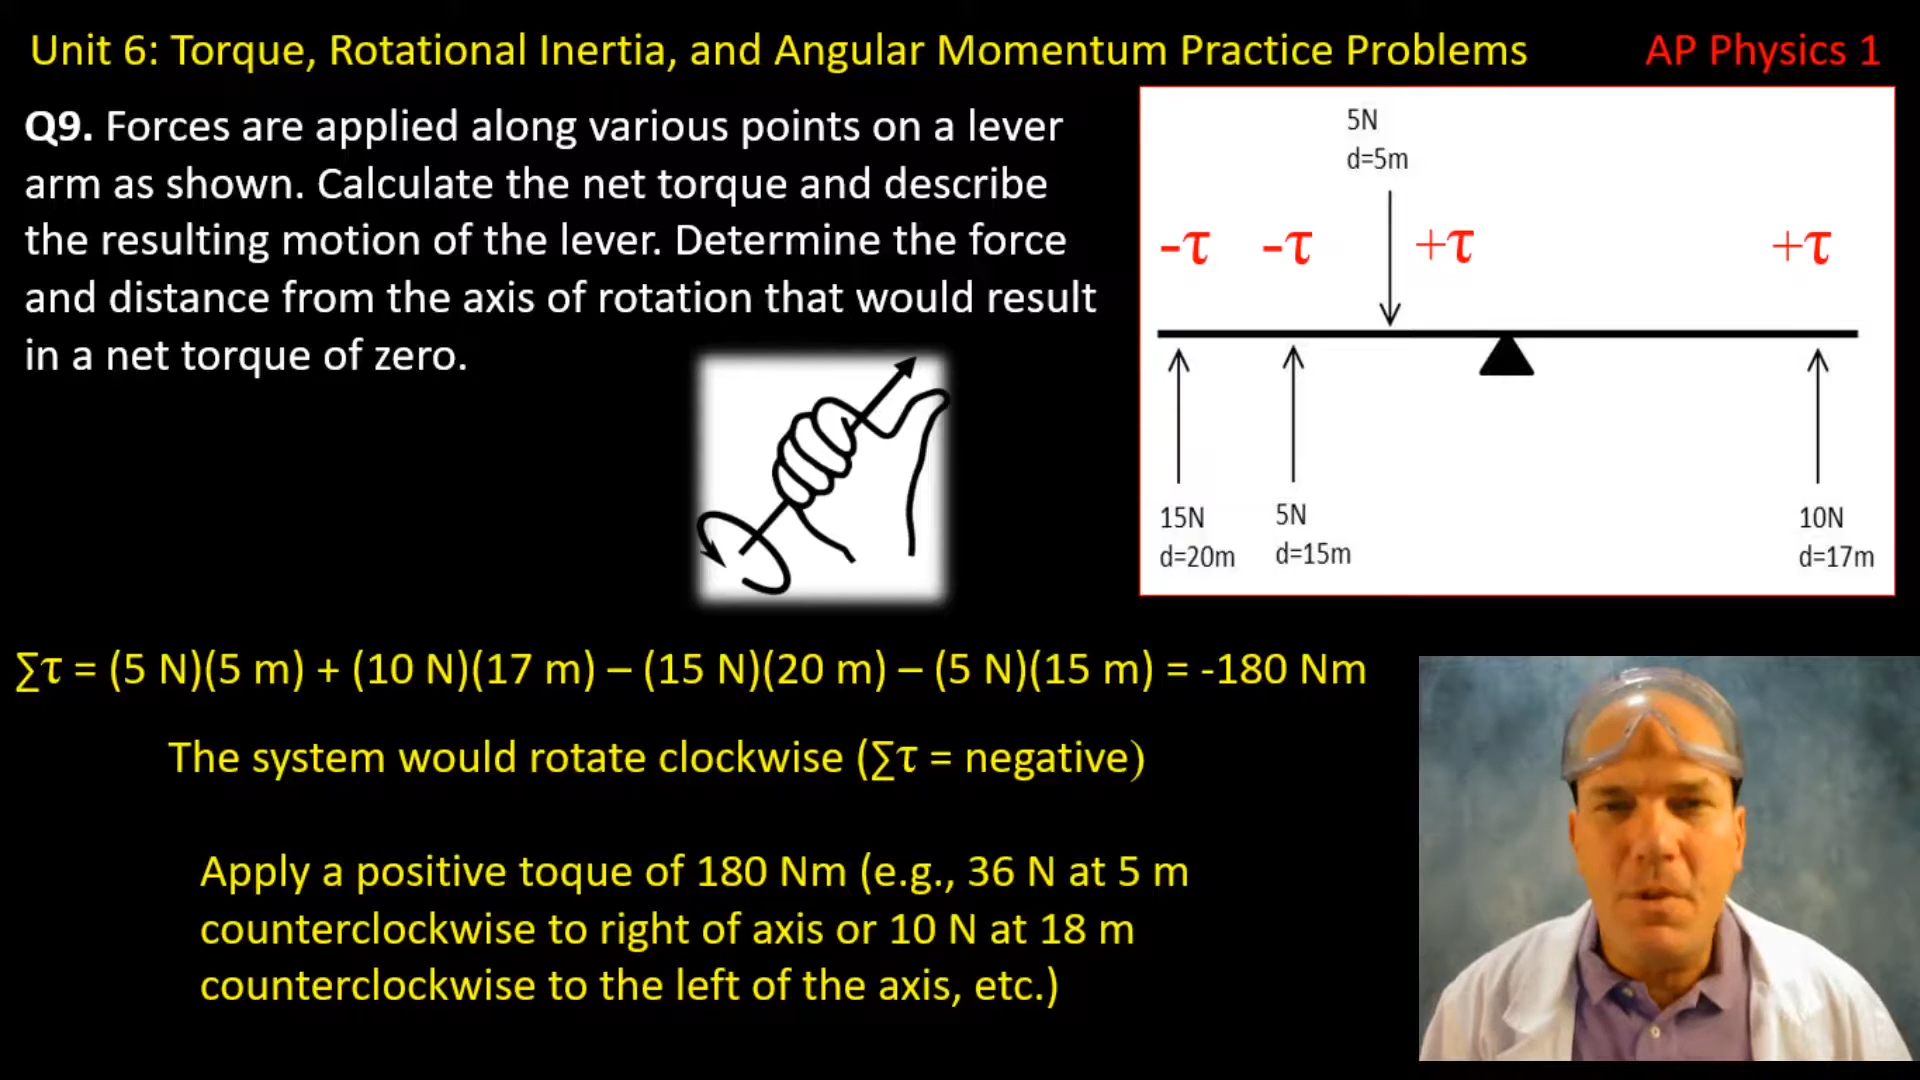 Unit 6: Torque, Rotational Inertia, and Angular Momentum Practice Problems
AP Physics 1
Q9. Forces are applied along various points on a lever
arm as shown. Calculate the net torque and describe
the resulting motion of the lever. Determine the force
and distance from the axis of rotation that would result
in a net torque of zero.
5N
d=5m
-τ
-τ
+τ
+τ
15N
d=20m
5N
d=15m
10N
d=17m
∑τ = (5 N)(5 m) + (10 N)(17 m) – (15 N)(20 m) – (5 N)(15 m) = -180 Nm
The system would rotate clockwise (∑τ = negative)
Apply a positive toque of 180 Nm (e.g., 36 N at 5 m
counterclockwise to right of axis or 10 N at 18 m
counterclockwise to the left of the axis, etc.)